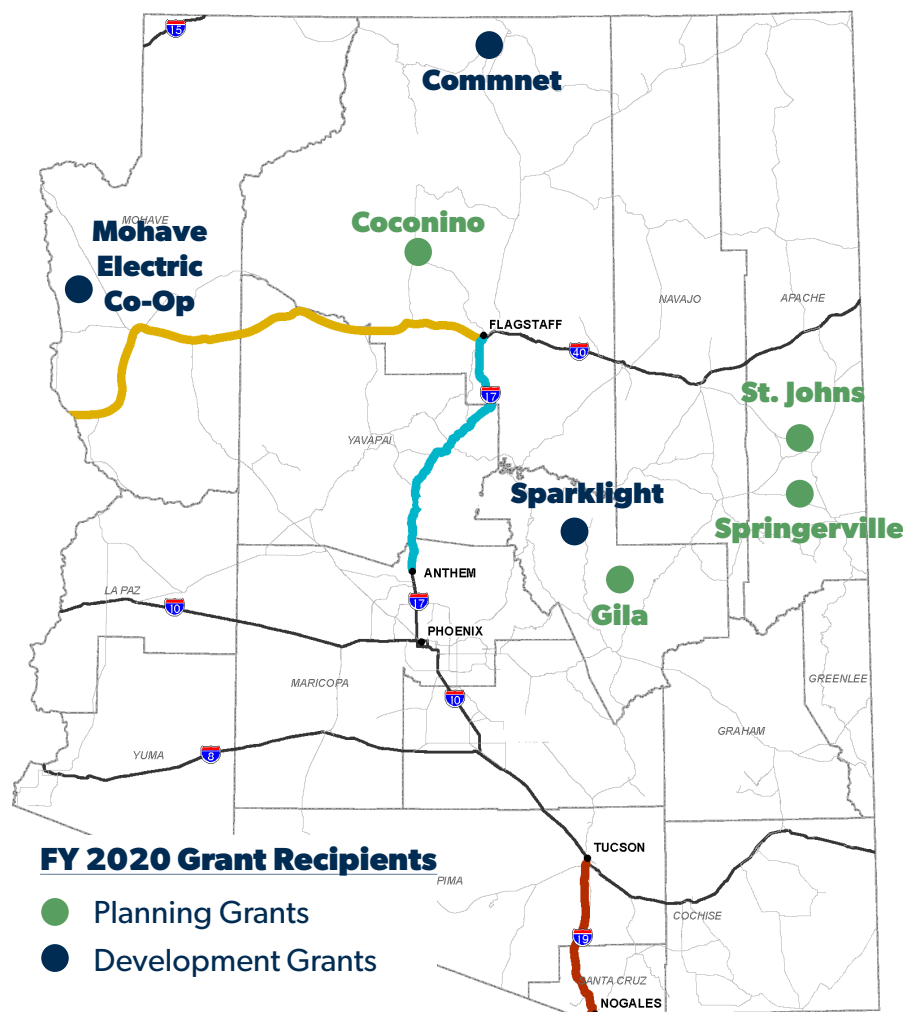 15
Commnet
MOHAVE
Mohave
Electric
Co-Op
Coconino
NAVAJO
APACHE
FLAGSTAFF
40
17
St. Johns
YAVAPAI
Sparklight
Springerville
ANTHEM
17
LA PAZ
10
Gila
PHOENIX
MARICOPA
10
GREENLEE
GRAHAM
YUMA
8
TUCSON
FY 2020 Grant Recipients
PIMA
Planning Grants
COCHISE
19
Development Grants
SANTA CRUZ
NOGALES